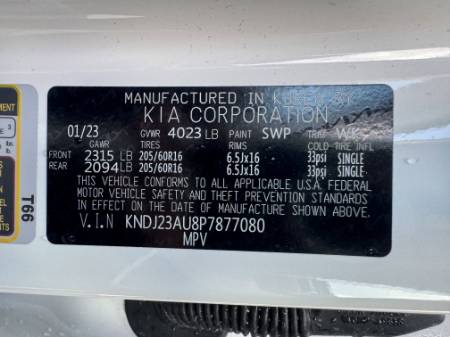 MANUFACTURED IN KOREA BY
KIA CORPORATION
01/23 GVWR 4023 LB PAINT SWP TRIM WK
GAWR TIRES RIMS COLD TIRE INFL
FRONT 2315 LB 205/60R16 6.5Jx16 33psi SINGLE
REAR 2094 LB 205/60R16 6.5Jx16 33psi SINGLE
THIS VEHICLE CONFORMS TO ALL APPLICABLE U.S.A. FEDERAL
MOTOR VEHICLE SAFETY AND THEFT PREVENTION STANDARDS
IN EFFECT ON THE DATE OF MANUFACTURE SHOWN ABOVE.
V.I.N KNDJ23AU8P7877080
MPV
T66